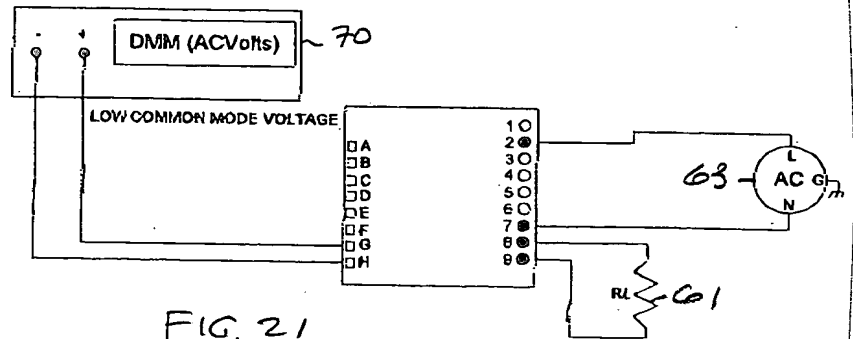 - +
DMM (ACVolts)
70
LOW COMMON MODE VOLTAGE
A
B
C
D
E
F
G
H
1
2
3
4
5
6
7
8
9
L
AC G
N
63
RL
61
FIG. 21